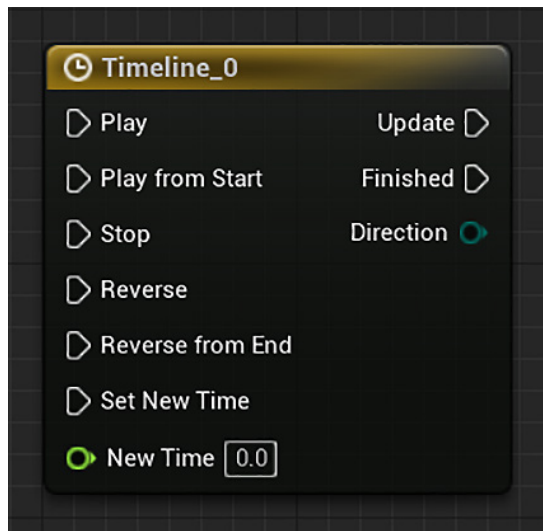 Timeline_0
Play Update
Play from Start Finished
Stop Direction
Reverse
Reverse from End
Set New Time
New Time 0.0